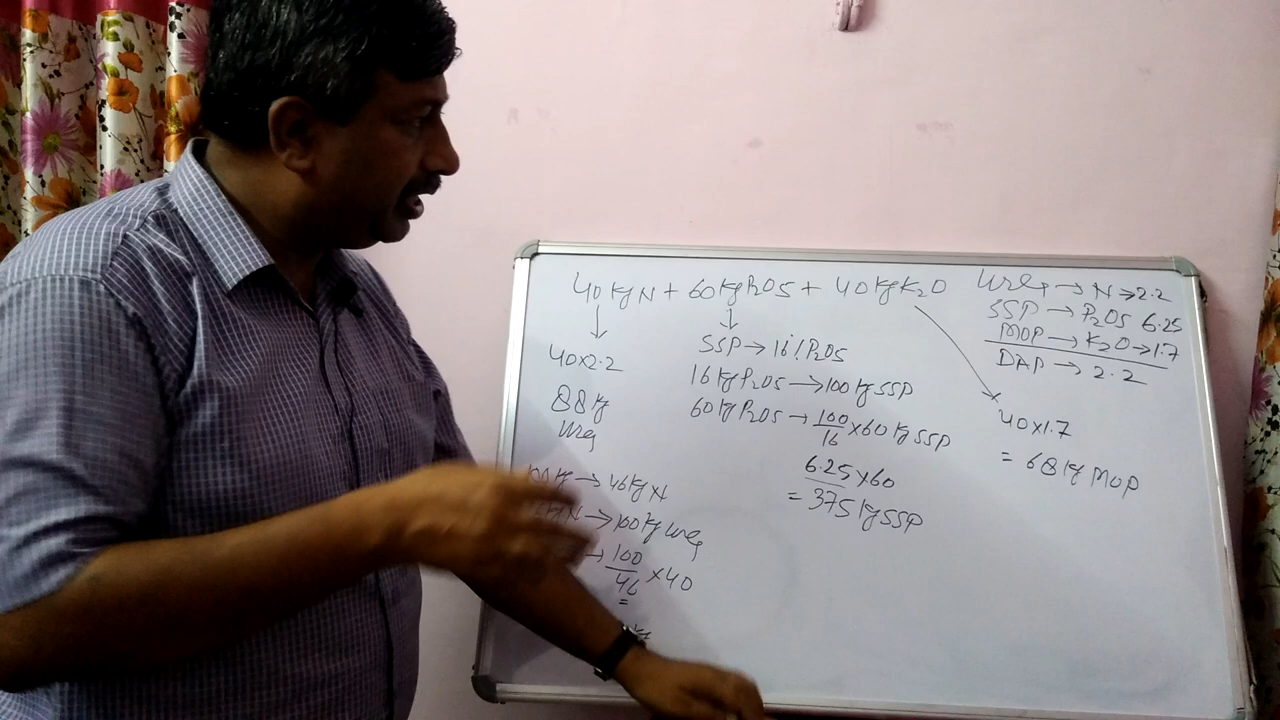 40 kg N + 60 kg P2O5 + 40 kg K2O
Urea → N → 2.2
SSP → P2O5 6.25
MOP → K2O → 1.7
DAP → 2.2
40×2.2
88 kg
Urea
SSP → 16% P2O5
16 kg P2O5 → 100 kg SSP
60 kg P2O5 → 100/16 ×60 kg SSP
6.25×60
= 375 kg SSP
40×1.7
= 68 kg MOP
→ 46 kg N
N → 100 kg urea
→ 100/46 ×40
=